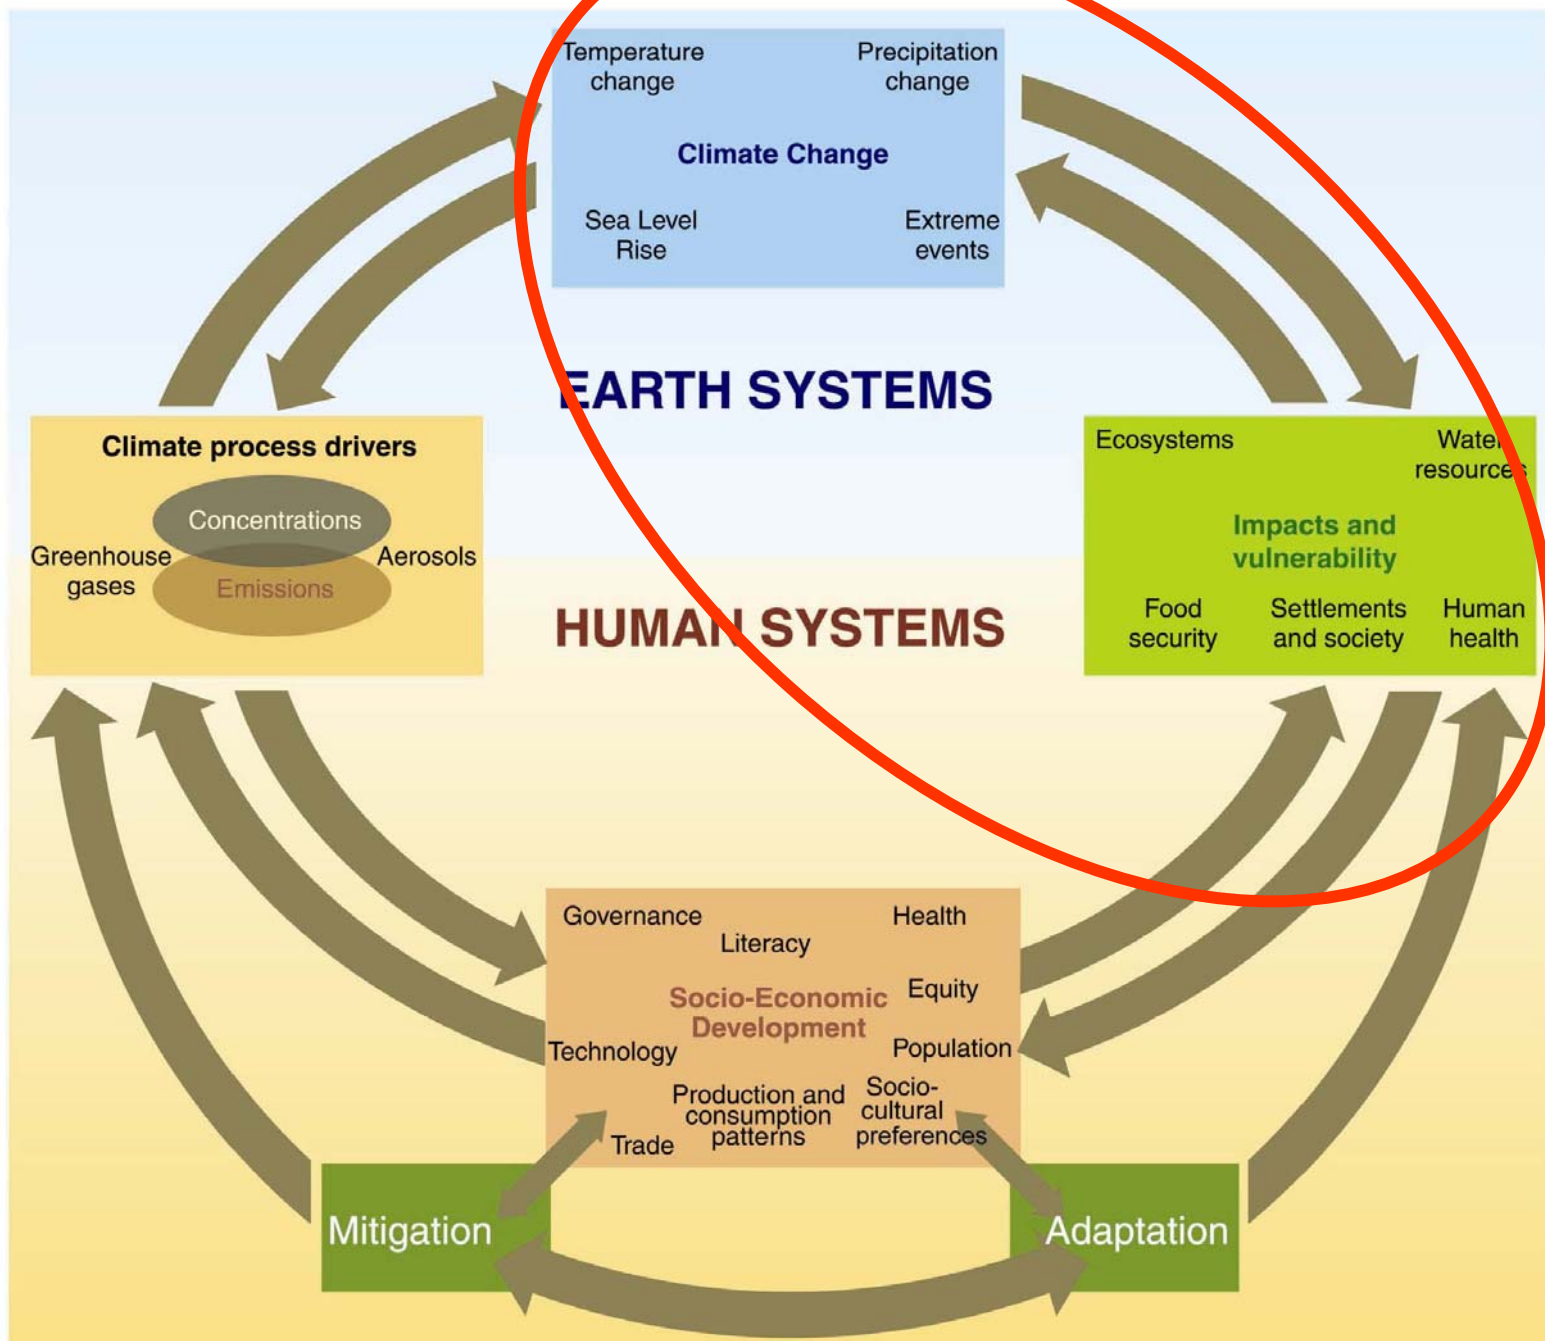 Temperature
change
Precipitation
change
Climate Change
Sea Level
Rise
Extreme
events
EARTH SYSTEMS
Climate process drivers
Concentrations
Greenhouse
gases
Aerosols
Emissions
Ecosystems
Water
resources
Impacts and
vulnerability
Food
security
Settlements
and society
Human
health
HUMAN SYSTEMS
Governance
Literacy
Health
Socio-Economic
Development
Equity
Technology
Population
Production and
consumption
patterns
Socio-
cultural
preferences
Trade
Mitigation
Adaptation